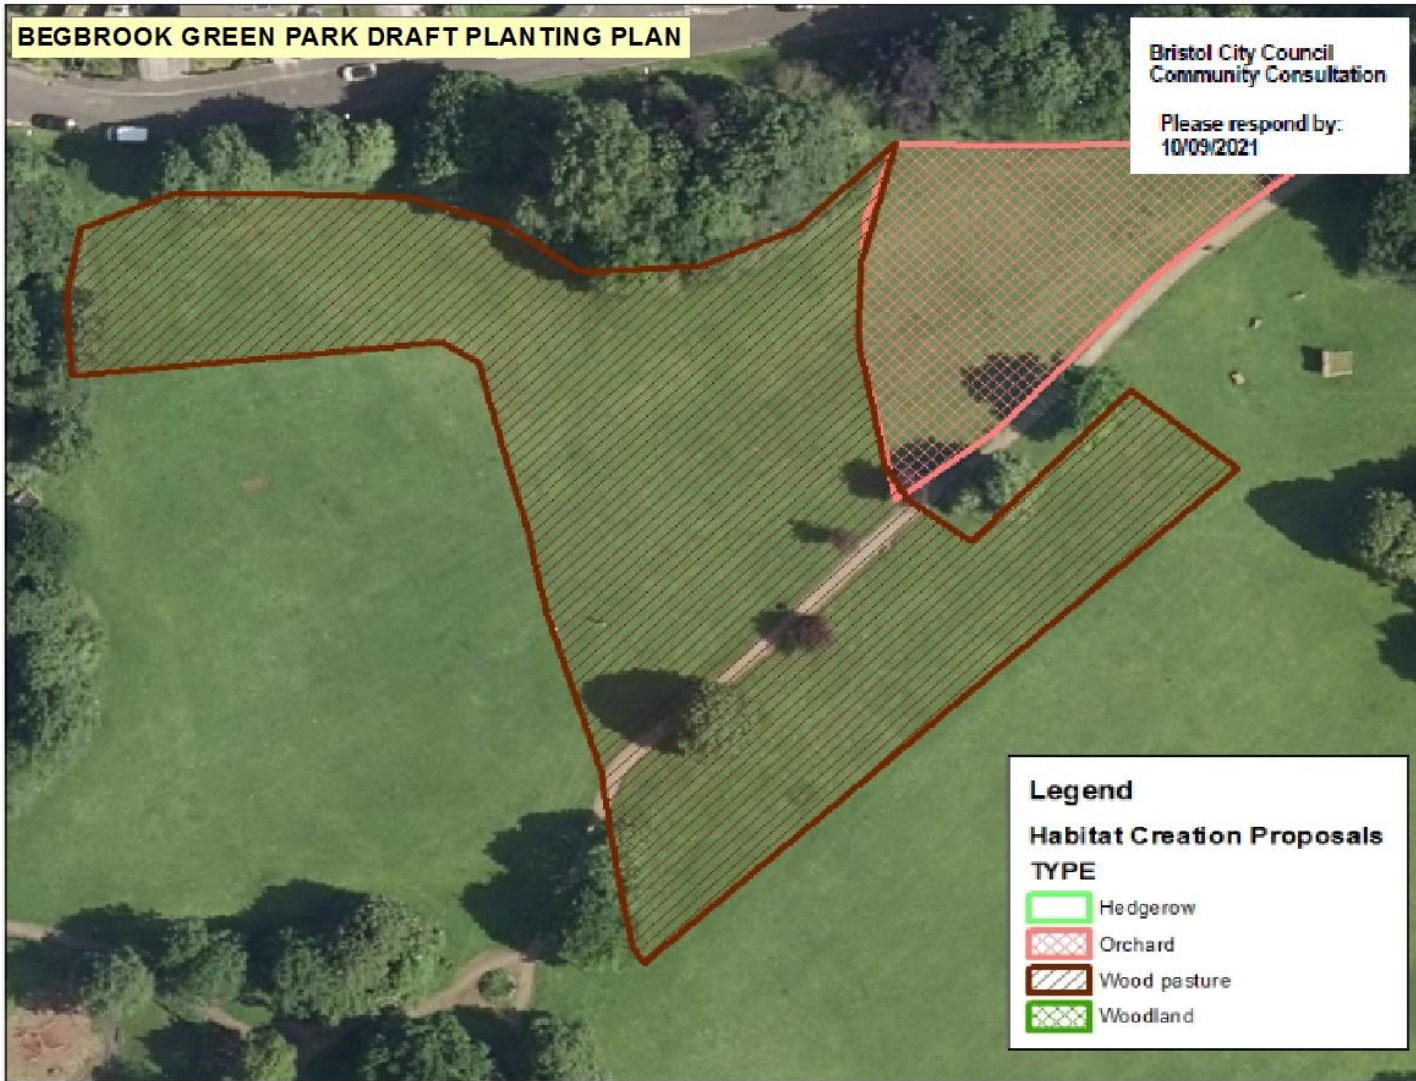 BEGBROOK GREEN PARK DRAFT PLANTING PLAN
Bristol City Council
Community Consultation
Please respond by:
10/09/2021
Legend
Habitat Creation Proposals
TYPE
Hedgerow
Orchard
Wood pasture
Woodland